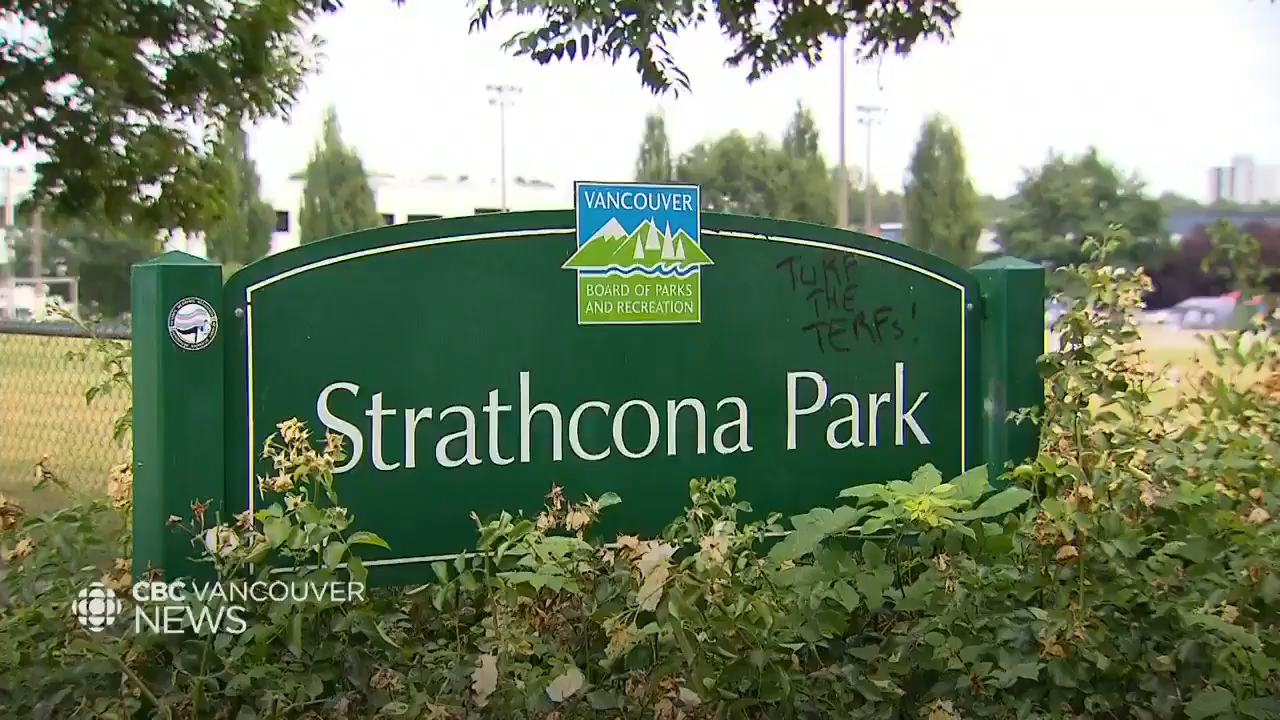 VANCOUVER
BOARD OF PARKS
AND RECREATION
TURF
THE
TERFs!
Strathcona Park
CBC VANCOUVER
NEWS